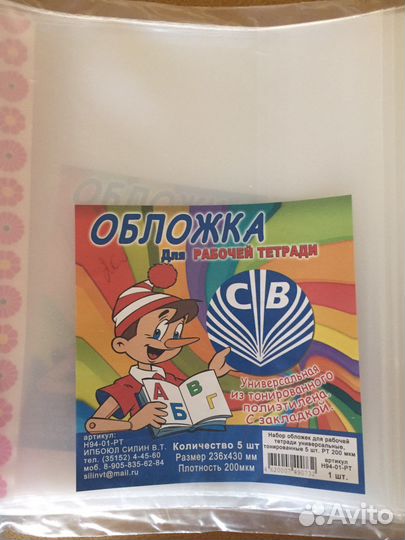 ОБЛОЖКА
для РАБОЧЕЙ ТЕТРАДИ
СВ
Универсальная
из тонированного
полиэтилена.
С закладкой.
А Б В Г
артикул:
Н94-01-РТ
ИПБОЮЛ СИЛИН В.Т.
тел. (35152) 4-45-60
моб. 8-905-835-62-84
silinvt@mail.ru
Количество 5 шт
Размер 236х430 мм
Плотность 200мкм
Набор обложек для рабочей
тетради универсальные,
тонированные 5 шт. РТ 200 мкм
артикул
Н94-01-РТ
1 шт.
Avito